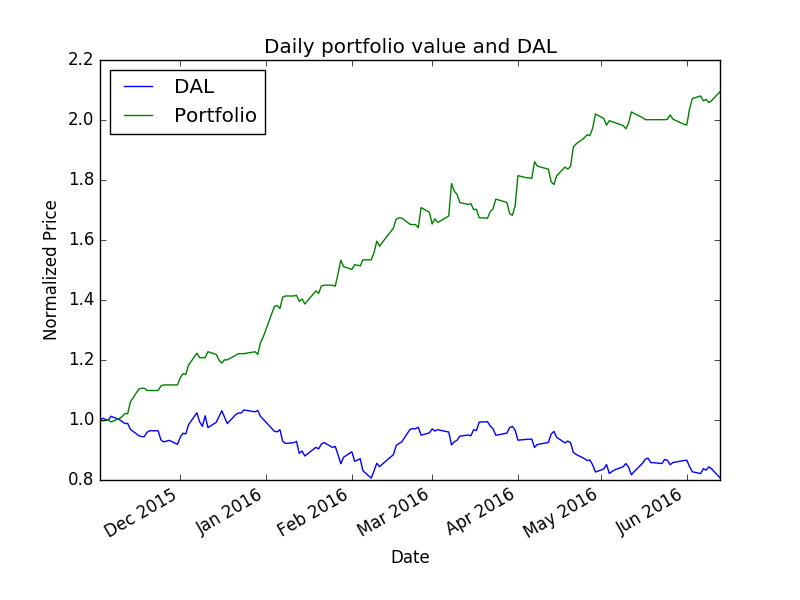 Daily portfolio value and DAL
DAL
Portfolio
2.2
2.0
1.8
1.6
1.4
1.2
1.0
0.8
Normalized Price
Dec 2015
Jan 2016
Feb 2016
Mar 2016
Apr 2016
May 2016
Jun 2016
Date